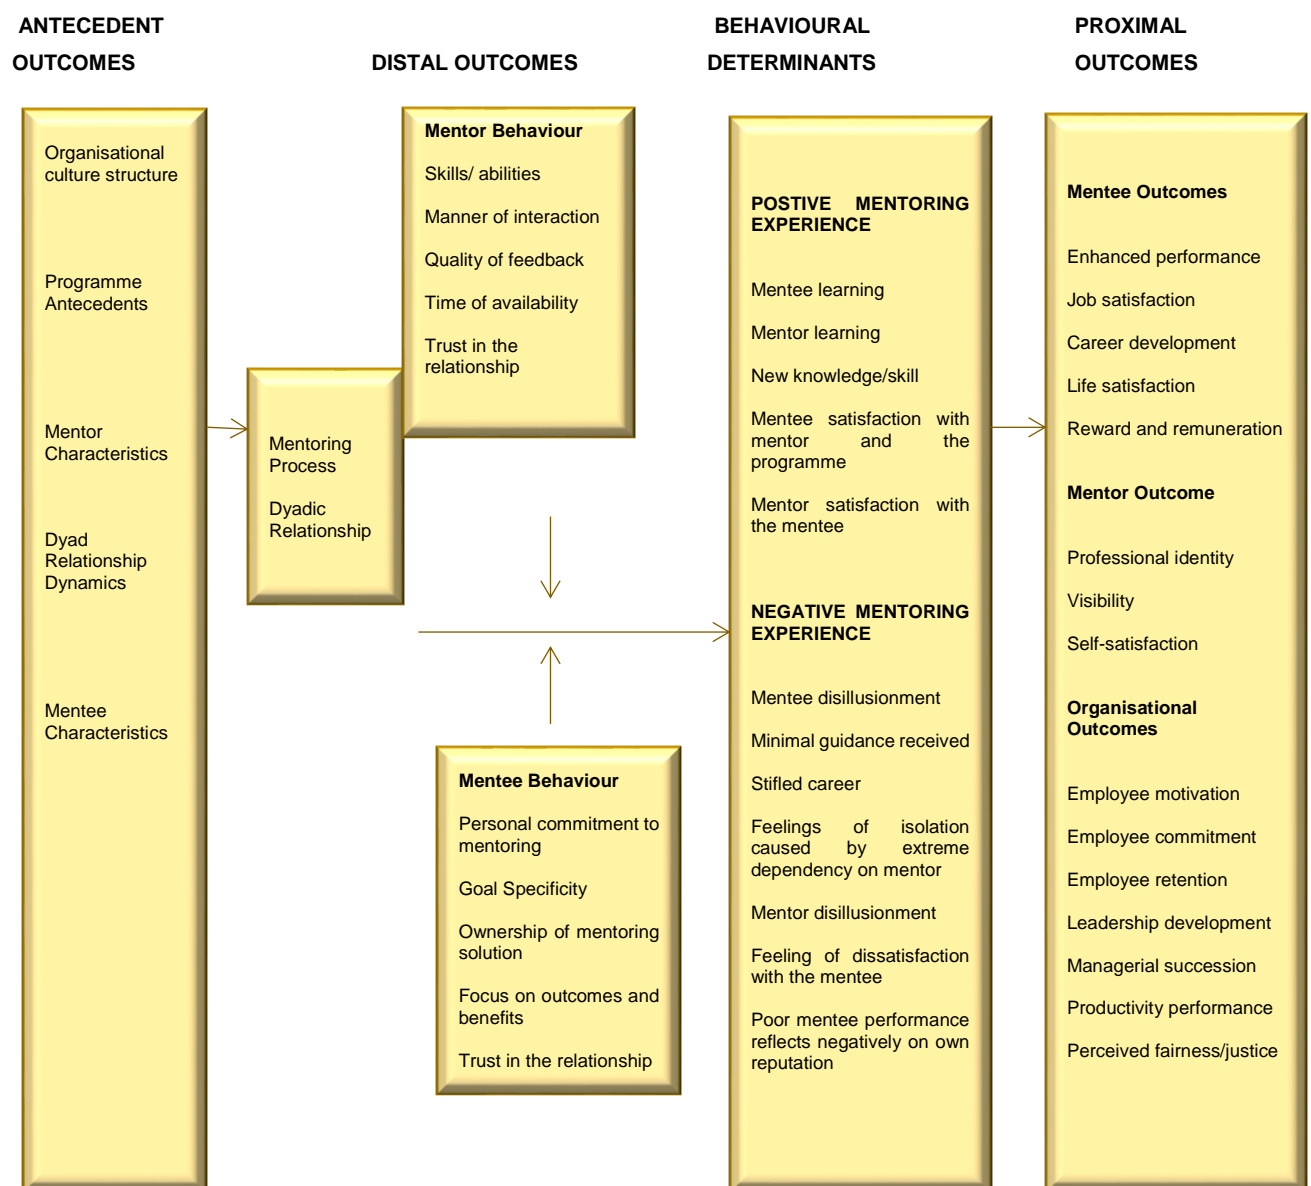 ANTECEDENT
OUTCOMES
DISTAL OUTCOMES
BEHAVIOURAL
DETERMINANTS
PROXIMAL
OUTCOMES
Organisational
culture structure
Programme
Antecedents
Mentor
Characteristics
Dyad
Relationship
Dynamics
Mentee
Characteristics
Mentoring
Process
Dyadic
Relationship
Mentor Behaviour
Skills/ abilities
Manner of interaction
Quality of feedback
Time of availability
Trust in the
relationship
Mentee Behaviour
Personal commitment to
mentoring
Goal Specificity
Ownership of mentoring
solution
Focus on outcomes and
benefits
Trust in the relationship
POSTIVE MENTORING
EXPERIENCE
Mentee learning
Mentor learning
New knowledge/skill
Mentee satisfaction with
mentor and the
programme
Mentor satisfaction with
the mentee
NEGATIVE MENTORING
EXPERIENCE
Mentee disillusionment
Minimal guidance received
Stifled career
Feelings of isolation
caused by extreme
dependency on mentor
Mentor disillusionment
Feeling of dissatisfaction
with the mentee
Poor mentee performance
reflects negatively on own
reputation
Mentee Outcomes
Enhanced performance
Job satisfaction
Career development
Life satisfaction
Reward and remuneration
Mentor Outcome
Professional identity
Visibility
Self-satisfaction
Organisational
Outcomes
Employee motivation
Employee commitment
Employee retention
Leadership development
Managerial succession
Productivity performance
Perceived fairness/justice